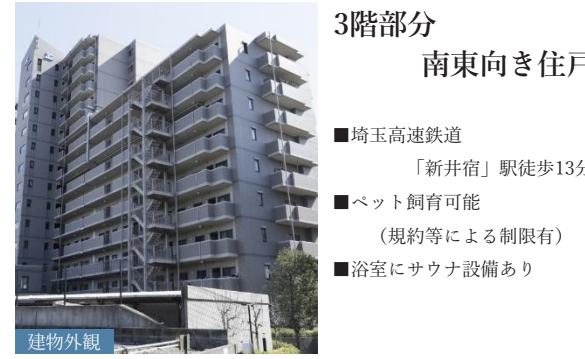 3階部分
南東向き住戸
■埼玉高速鉄道
「新井宿」駅徒歩13分
■ペット飼育可能
（規約等による制限有）
■浴室にサウナ設備あり
建物外観